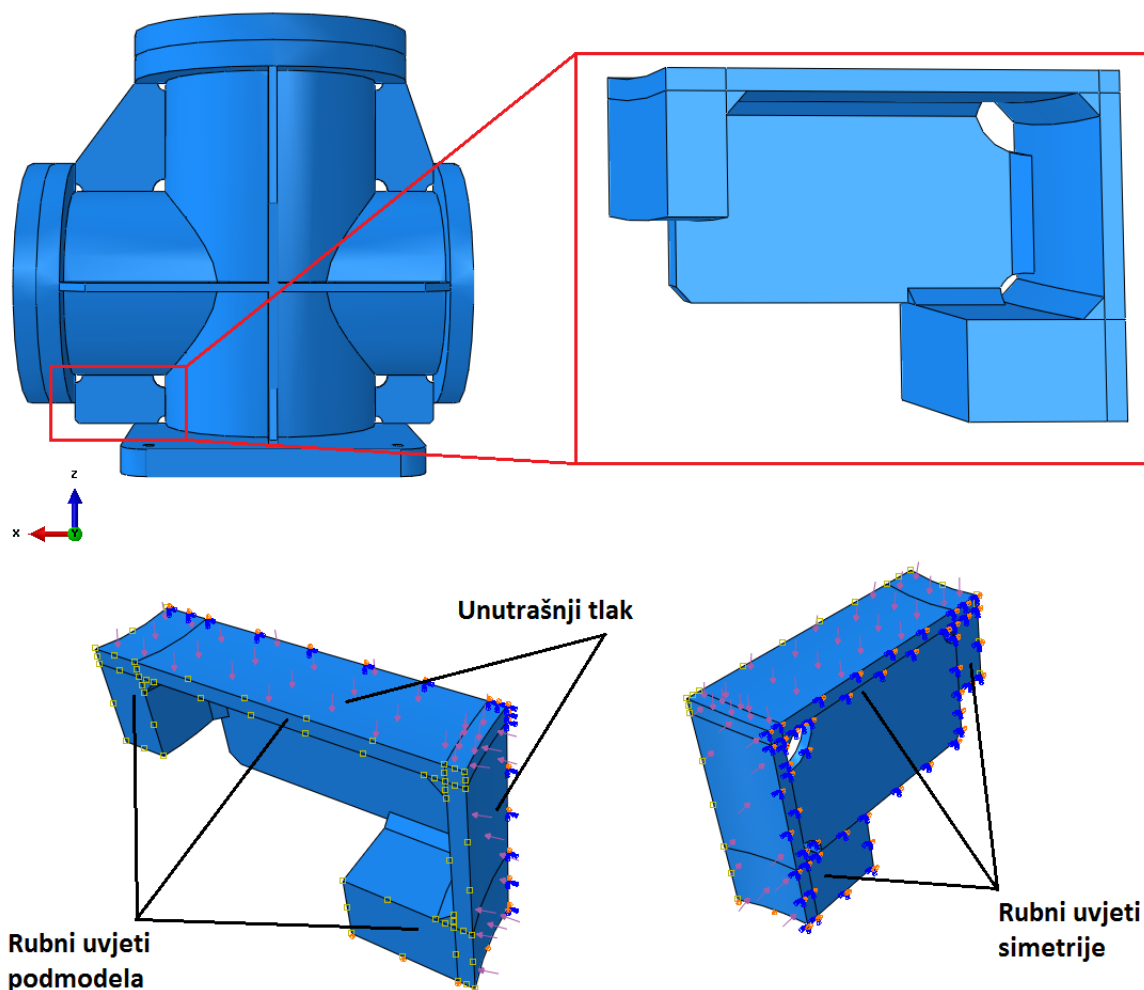 z
x
Y
Unutrašnji tlak
Rubni uvjeti
podmodela
Rubni uvjeti
simetrije